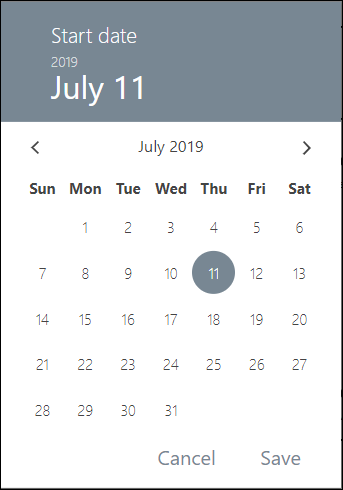 Start date
2019
July 11
July 2019
Sun Mon Tue Wed Thu Fri Sat
1 2 3 4 5 6
7 8 9 10 11 12 13
14 15 16 17 18 19 20
21 22 23 24 25 26 27
28 29 30 31
Cancel Save